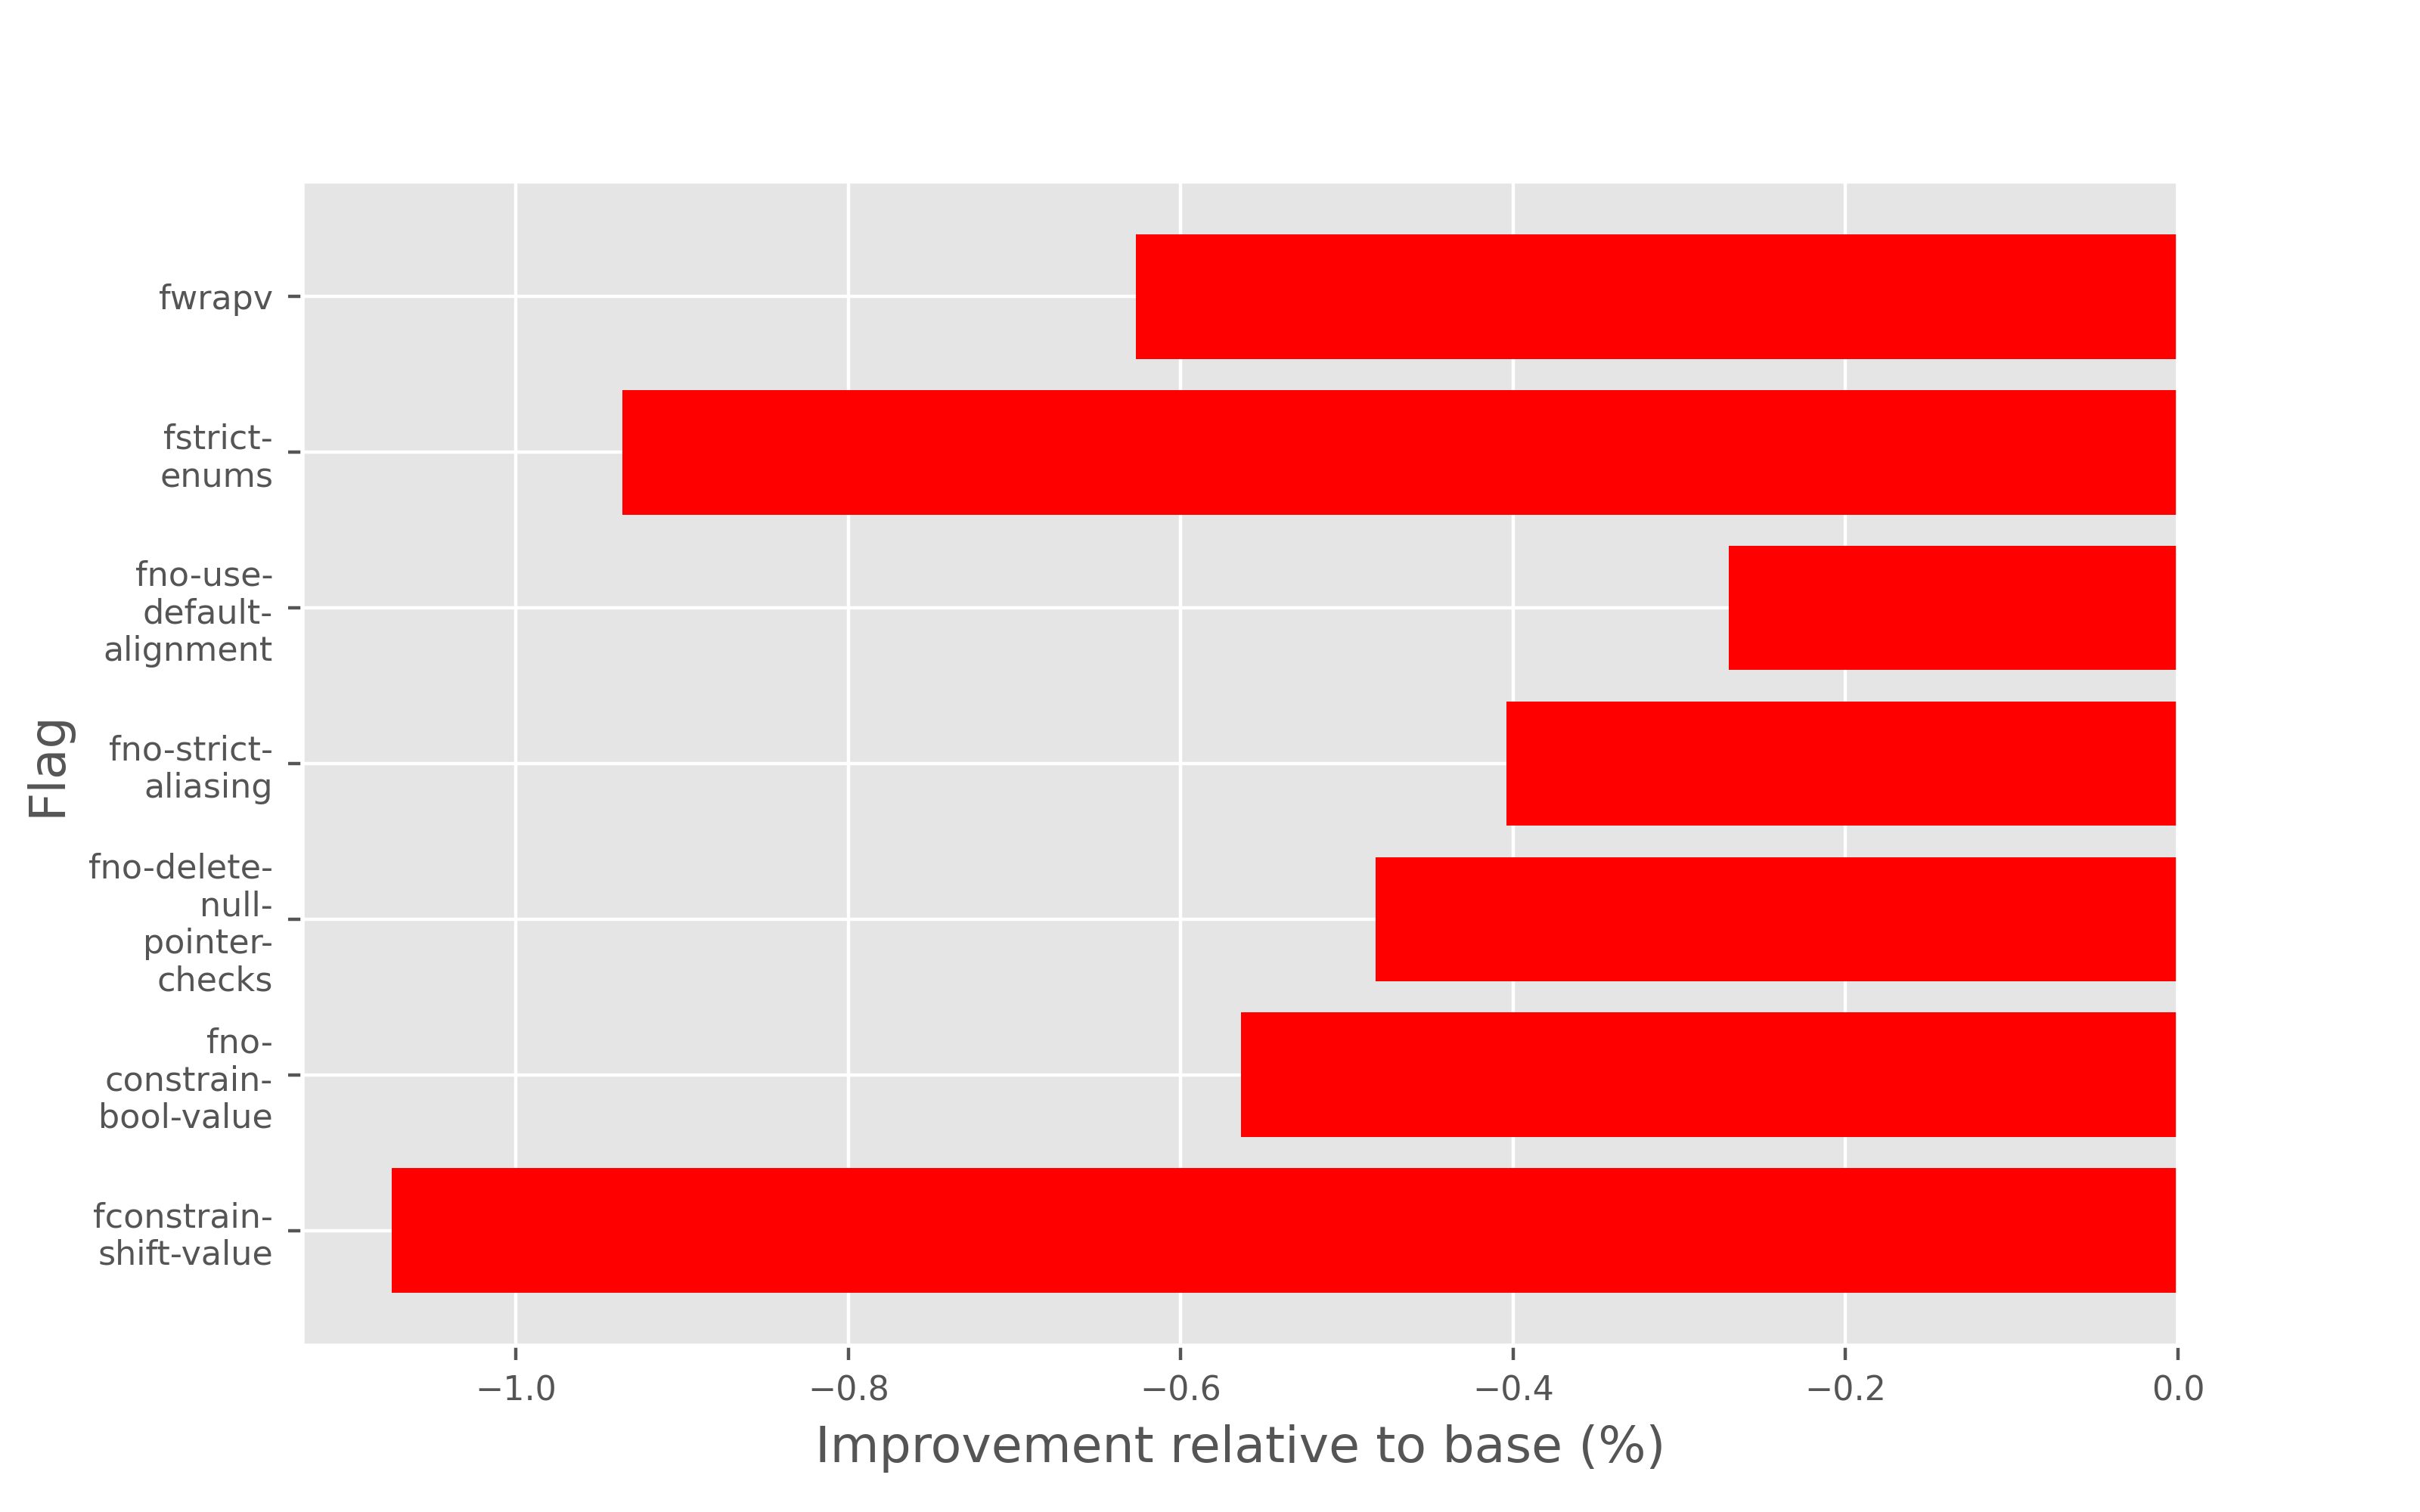 fwrapv
fstrict-
enums
fno-use-
default-
alignment
fno-strict-
aliasing
fno-delete-
null-
pointer-
checks
fno-
constrain-
bool-value
fconstrain-
shift-value
Flag
−1.0
−0.8
−0.6
−0.4
−0.2
0.0
Improvement relative to base (%)